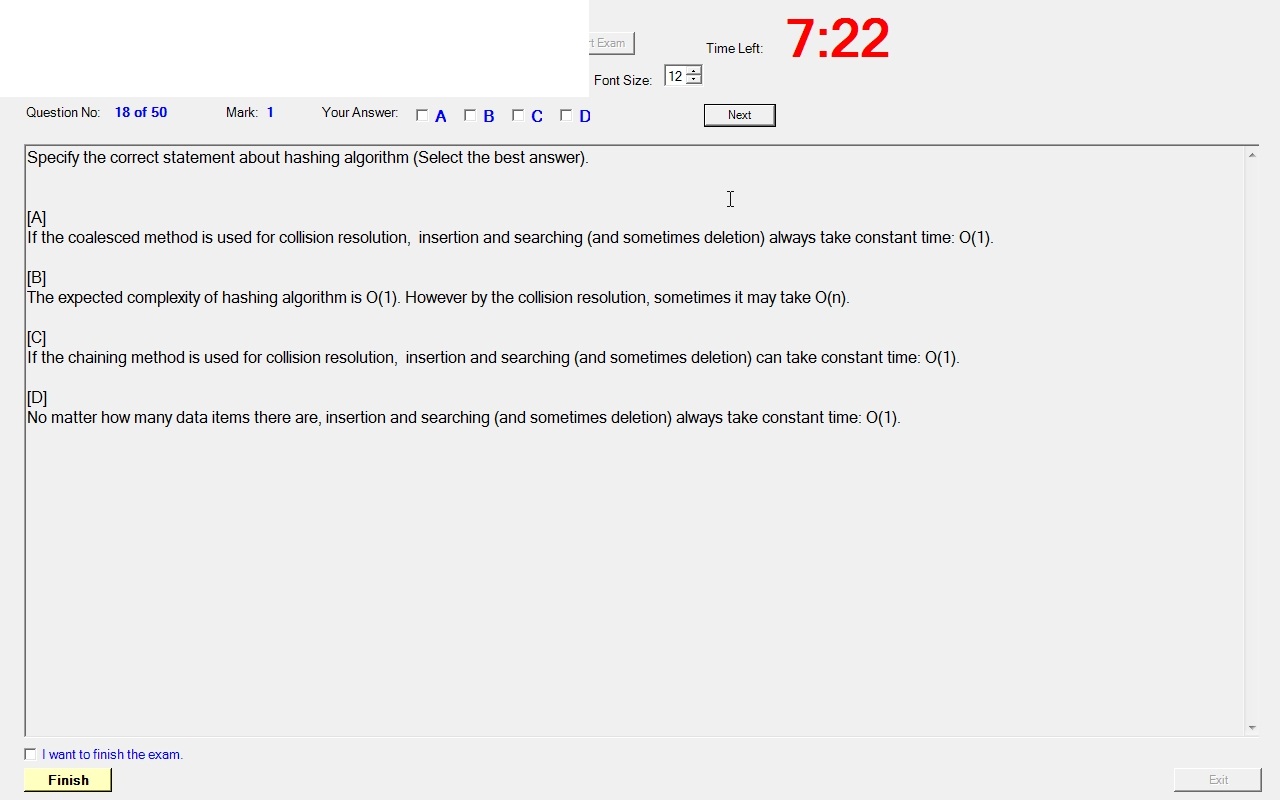 t Exam
Time Left: 7:22
Font Size: 12
Question No: 18 of 50 Mark: 1 Your Answer: A B C D Next
Specify the correct statement about hashing algorithm (Select the best answer).
[A]
If the coalesced method is used for collision resolution,  insertion and searching (and sometimes deletion) always take constant time: O(1).
[B]
The expected complexity of hashing algorithm is O(1). However by the collision resolution, sometimes it may take O(n).
[C]
If the chaining method is used for collision resolution,  insertion and searching (and sometimes deletion) can take constant time: O(1).
[D]
No matter how many data items there are, insertion and searching (and sometimes deletion) always take constant time: O(1).
I want to finish the exam.
Finish Exit